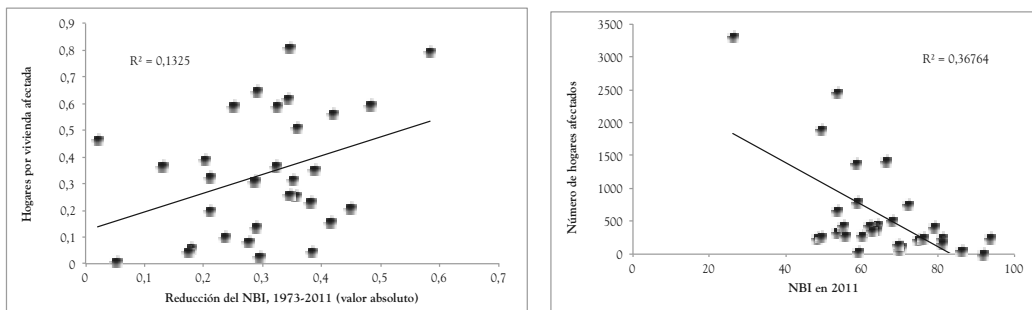 0,9
0,8
0,7
0,6
0,5
0,4
0,3
0,2
0,1
0
Hogares por vivienda afectada
R² = 0,1325
0 0,1 0,2 0,3 0,4 0,5 0,6 0,7
Reducción del NBI, 1973-2011 (valor absoluto)
3500
3000
2500
2000
1500
1000
500
0
Número de hogares afectados
R² = 0,36764
0 20 40 60 80 100
NBI en 2011